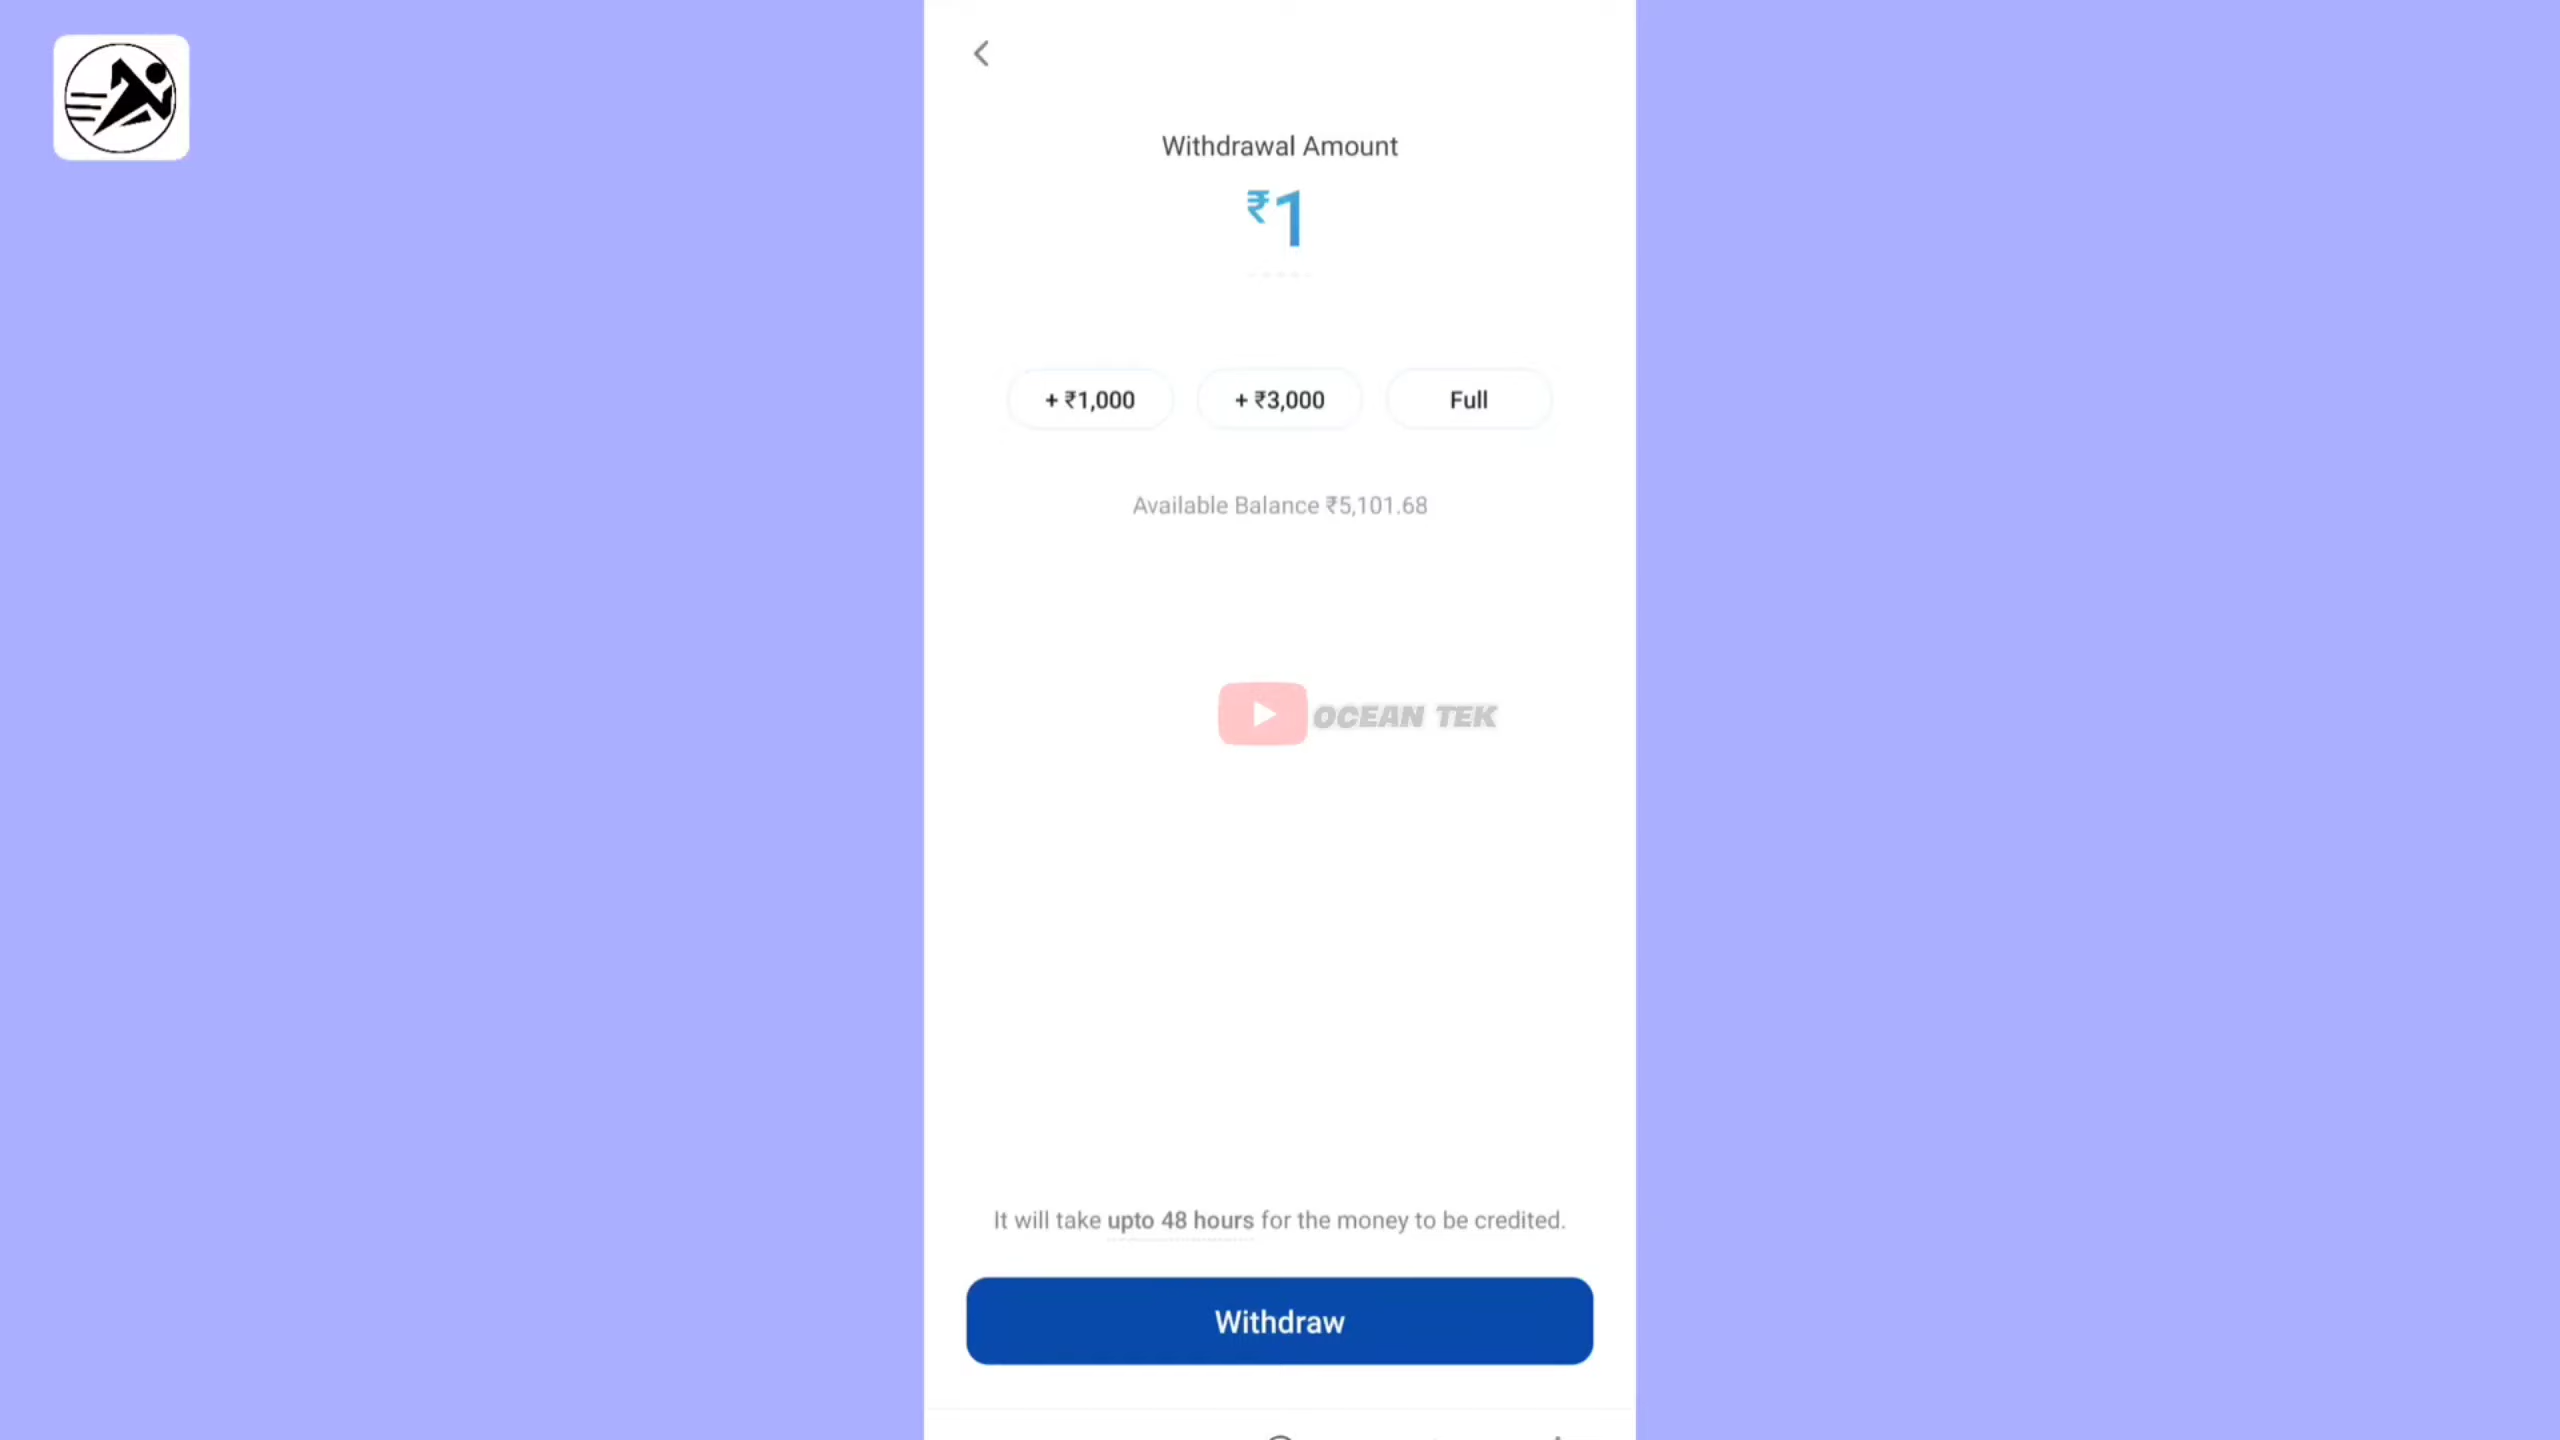 Withdrawal Amount
₹1
+ ₹1,000
+ ₹3,000
Full
Available Balance ₹5,101.68
OCEAN TEK
It will take upto 48 hours for the money to be credited.
Withdraw